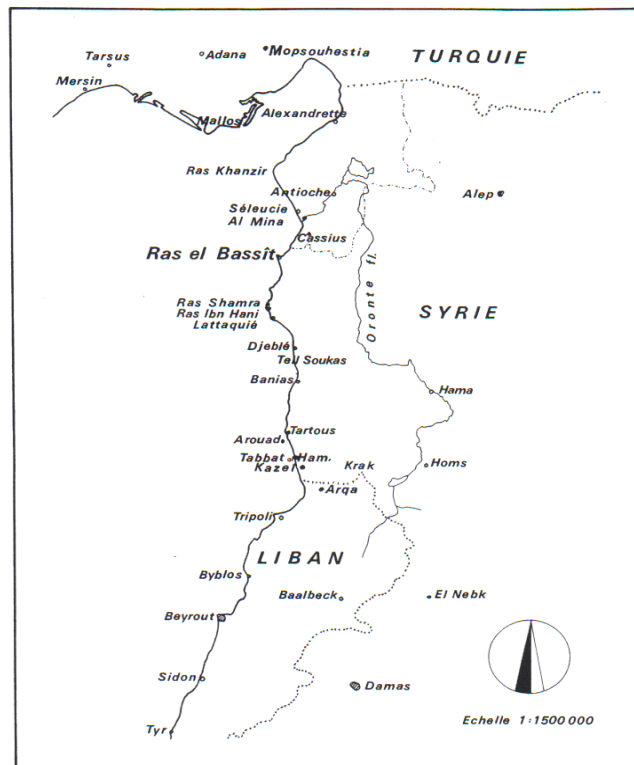 Mopsouhestia
Adana
Tarsus
TURQUIE
Mersin
Mallos
Alexandrette
Ras Khanzir
Antioche
Alep
Séleucie
Al Mina
Cassius
Ras el Bassît
Oronte fl.
Ras Shamra
Ras Ibn Hani
Lattaquié
SYRIE
Djeblé
Tell Soukas
Banias
Hama
Tartous
Arouad
Tabbat Ham.
Kazel
Krak
Homs
Arqa
Tripoli
LIBAN
Byblos
Baalbeck
El Nebk
Beyrout
Sidon
Damas
Echelle 1:1500 000
Tyr